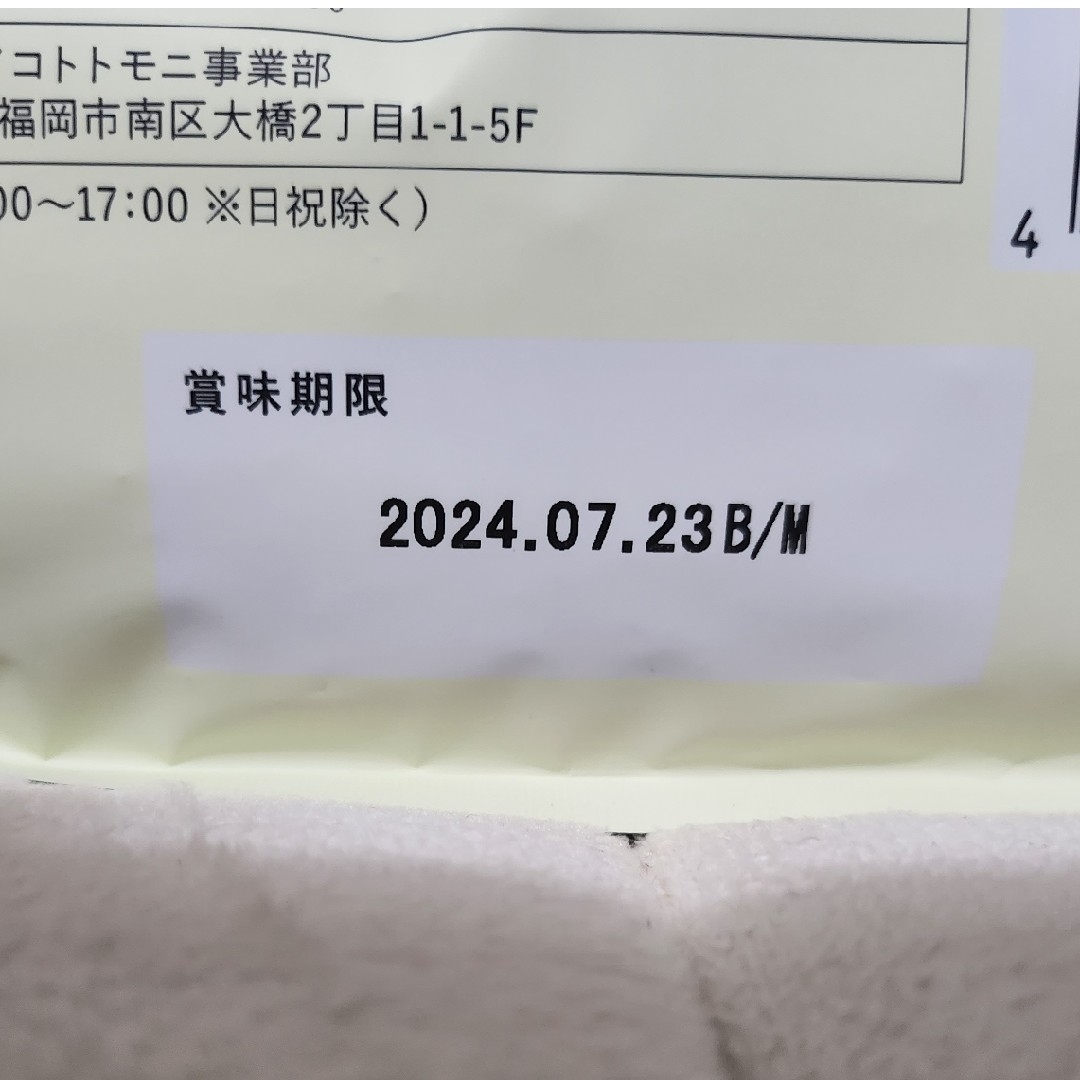 コトトモニ事業部
福岡市南区大橋2丁目1-1-5F
00〜17:00 ※日祝除く）
4
賞味期限
2024.07.23B/M